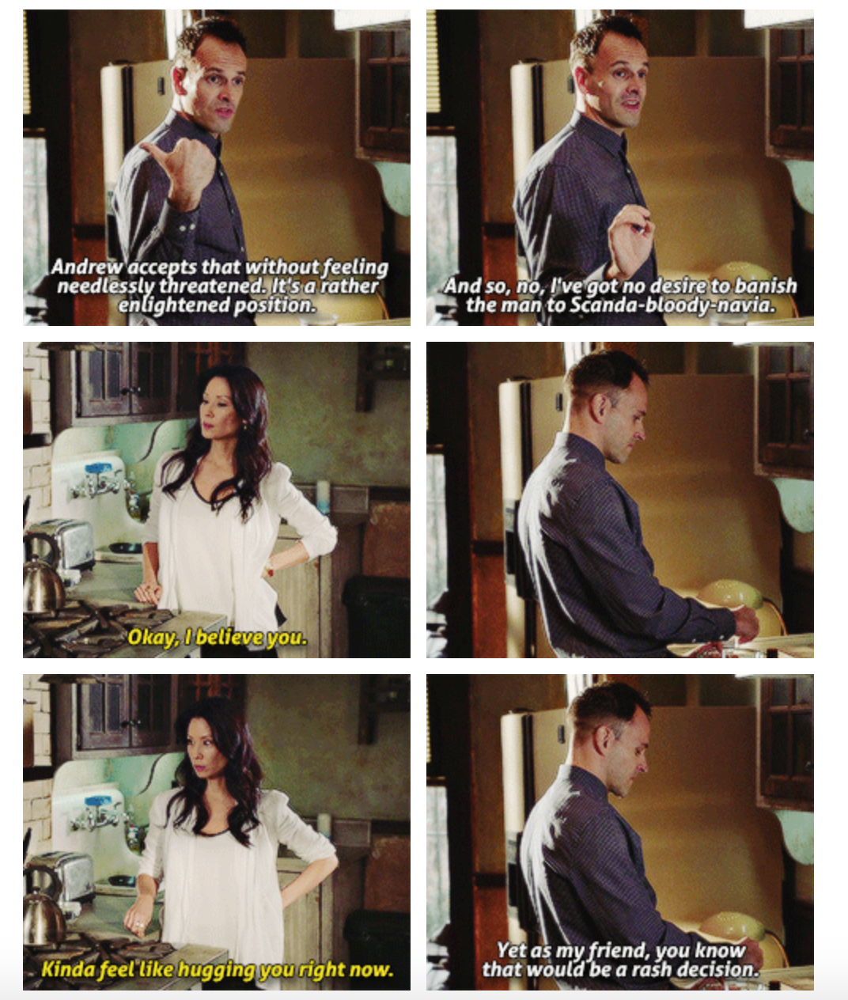 Andrew accepts that without feeling
needlessly threatened. It's a rather
enlightened position.
And so, no, I've got no desire to banish
the man to Scanda-bloody-navia.
Okay, I believe you.
Kinda feel like hugging you right now.
Yet as my friend, you know
that would be a rash decision.